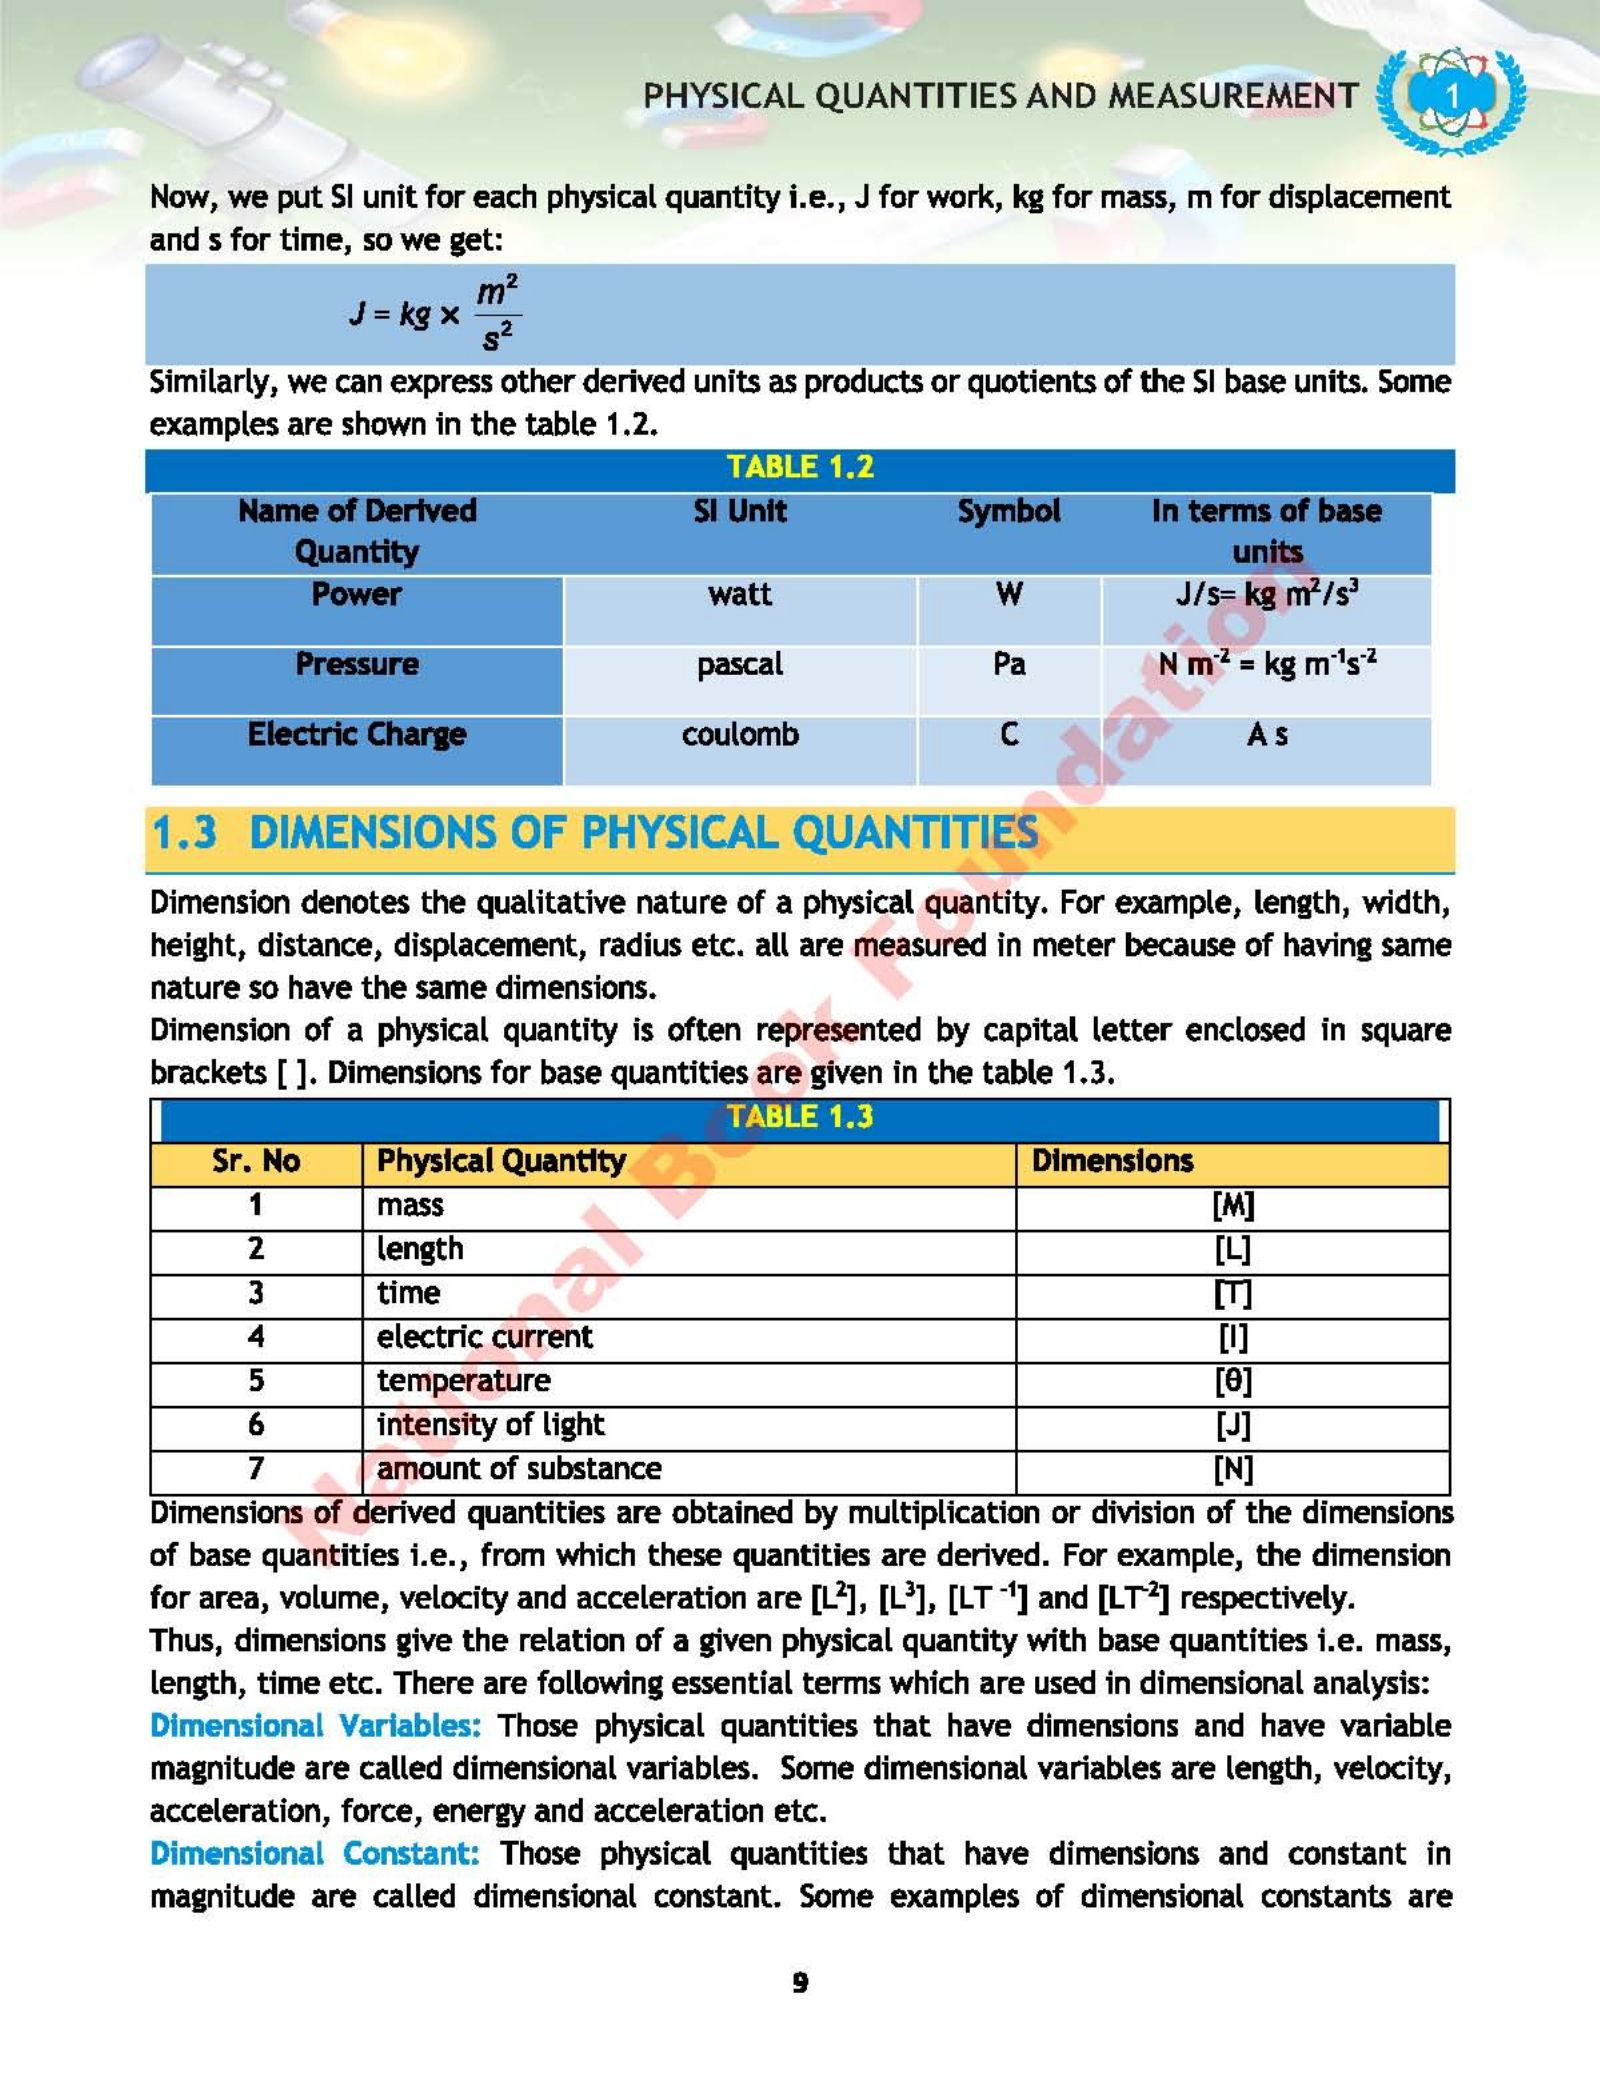 PHYSICAL QUANTITIES AND MEASUREMENT 1
Now, we put SI unit for each physical quantity i.e., J for work, kg for mass, m for displacement
and s for time, so we get:
J = kg × m²/s²
Similarly, we can express other derived units as products or quotients of the SI base units. Some
examples are shown in the table 1.2.
TABLE 1.2
Name of Derived Quantity SI Unit Symbol In terms of base units
Power watt W J/s= kg m²/s³
Pressure pascal Pa N m⁻² = kg m⁻¹s⁻²
Electric Charge coulomb C A s
1.3 DIMENSIONS OF PHYSICAL QUANTITIES
Dimension denotes the qualitative nature of a physical quantity. For example, length, width,
height, distance, displacement, radius etc. all are measured in meter because of having same
nature so have the same dimensions.
Dimension of a physical quantity is often represented by capital letter enclosed in square
brackets [ ]. Dimensions for base quantities are given in the table 1.3.
TABLE 1.3
Sr. No Physical Quantity Dimensions
1 mass [M]
2 length [L]
3 time [T]
4 electric current [I]
5 temperature [θ]
6 intensity of light [J]
7 amount of substance [N]
Dimensions of derived quantities are obtained by multiplication or division of the dimensions
of base quantities i.e., from which these quantities are derived. For example, the dimension
for area, volume, velocity and acceleration are [L²], [L³], [LT ⁻¹] and [LT⁻²] respectively.
Thus, dimensions give the relation of a given physical quantity with base quantities i.e. mass,
length, time etc. There are following essential terms which are used in dimensional analysis:
Dimensional Variables: Those physical quantities that have dimensions and have variable
magnitude are called dimensional variables. Some dimensional variables are length, velocity,
acceleration, force, energy and acceleration etc.
Dimensional Constant: Those physical quantities that have dimensions and constant in
magnitude are called dimensional constant. Some examples of dimensional constants are
9
National Book Foundation